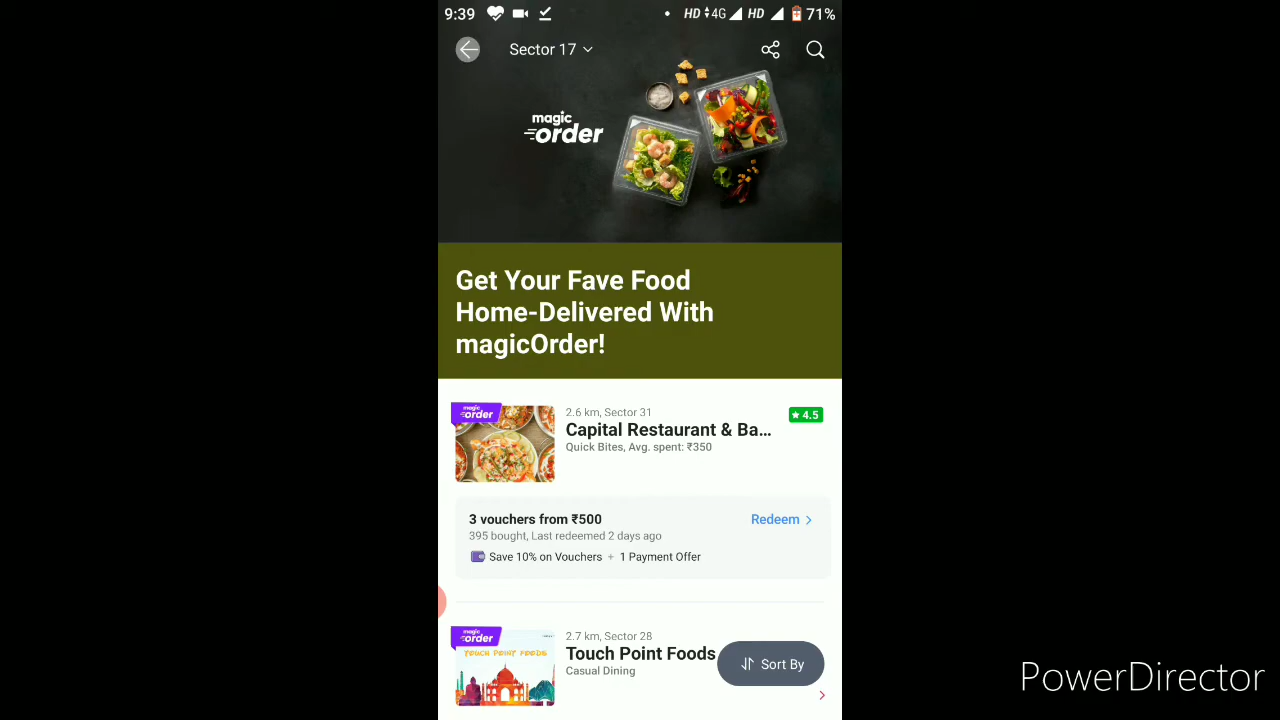 9:39
HD 4G HD 71%
Sector 17
magic
order
Get Your Fave Food
Home-Delivered With
magicOrder!
magic
order
2.6 km, Sector 31
4.5
Capital Restaurant & Ba...
Quick Bites, Avg. spent: ₹350
3 vouchers from ₹500
Redeem
395 bought, Last redeemed 2 days ago
Save 10% on Vouchers + 1 Payment Offer
magic
order
TOUCH POINT FOODS
2.7 km, Sector 28
Touch Point Foods
Casual Dining
Sort By
PowerDirector